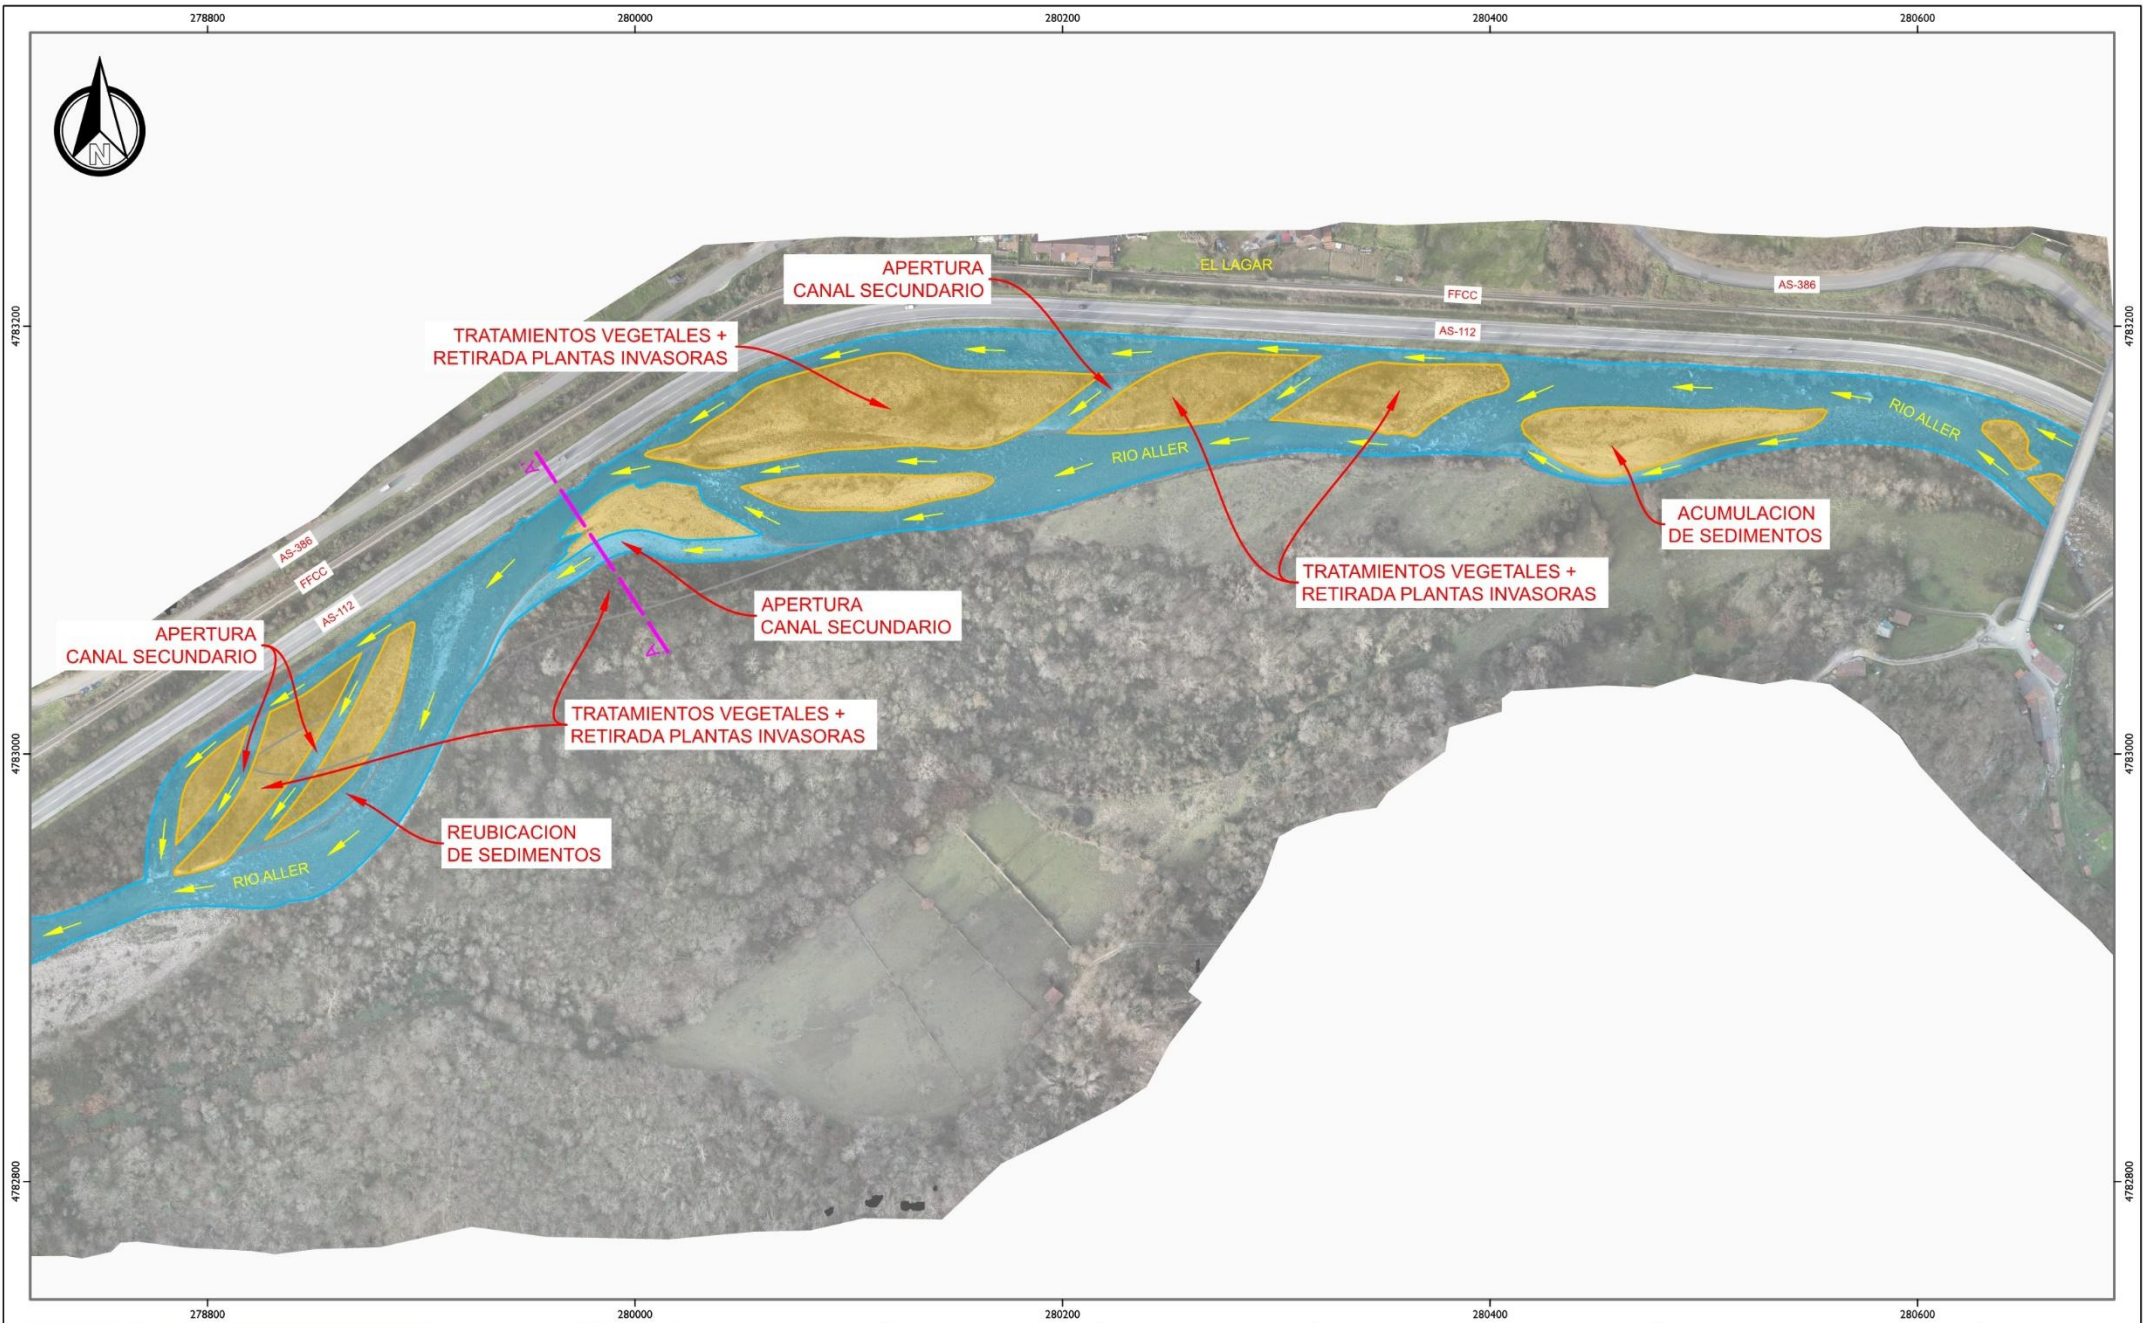 278800
280000
280200
280400
280600
N
APERTURA
CANAL SECUNDARIO
EL LAGAR
FFCC
AS-386
4783200
4783200
TRATAMIENTOS VEGETALES +
RETIRADA PLANTAS INVASORAS
AS-112
RIO ALLER
RIO ALLER
A'
ACUMULACION
DE SEDIMENTOS
AS-386
FFCC
TRATAMIENTOS VEGETALES +
RETIRADA PLANTAS INVASORAS
AS-112
APERTURA
CANAL SECUNDARIO
APERTURA
CANAL SECUNDARIO
A'
TRATAMIENTOS VEGETALES +
RETIRADA PLANTAS INVASORAS
4783000
4783000
REUBICACION
DE SEDIMENTOS
RIO ALLER
4782800
4782800
278800
280000
280200
280400
280600